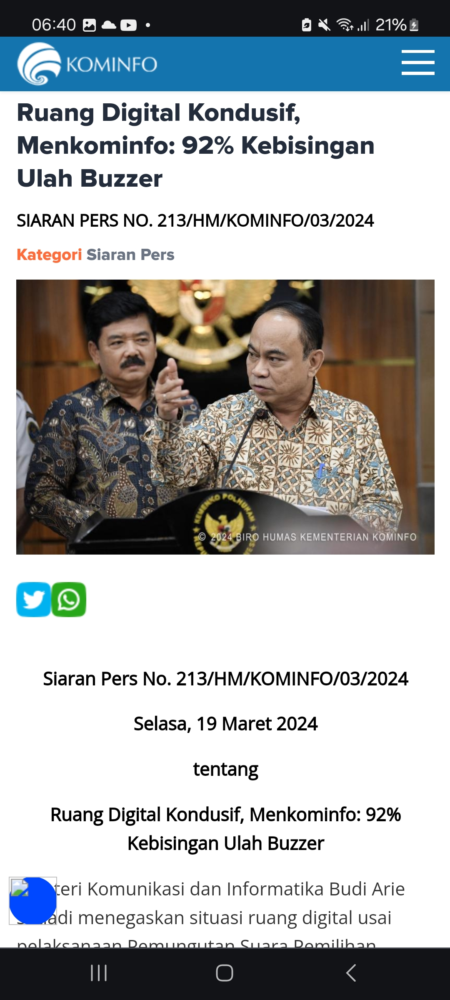 06:40
21%
KOMINFO
Ruang Digital Kondusif,
Menkominfo: 92% Kebisingan
Ulah Buzzer
SIARAN PERS NO. 213/HM/KOMINFO/03/2024
Kategori Siaran Pers
KEMENKO POLHUKAM
© 2024 BIRO HUMAS KEMENTERIAN KOMINFO
Siaran Pers No. 213/HM/KOMINFO/03/2024
Selasa, 19 Maret 2024
tentang
Ruang Digital Kondusif, Menkominfo: 92%
Kebisingan Ulah Buzzer
teri Komunikasi dan Informatika Budi Arie
adi menegaskan situasi ruang digital usai
pelaksanaan Pemungutan Suara Pemilihan